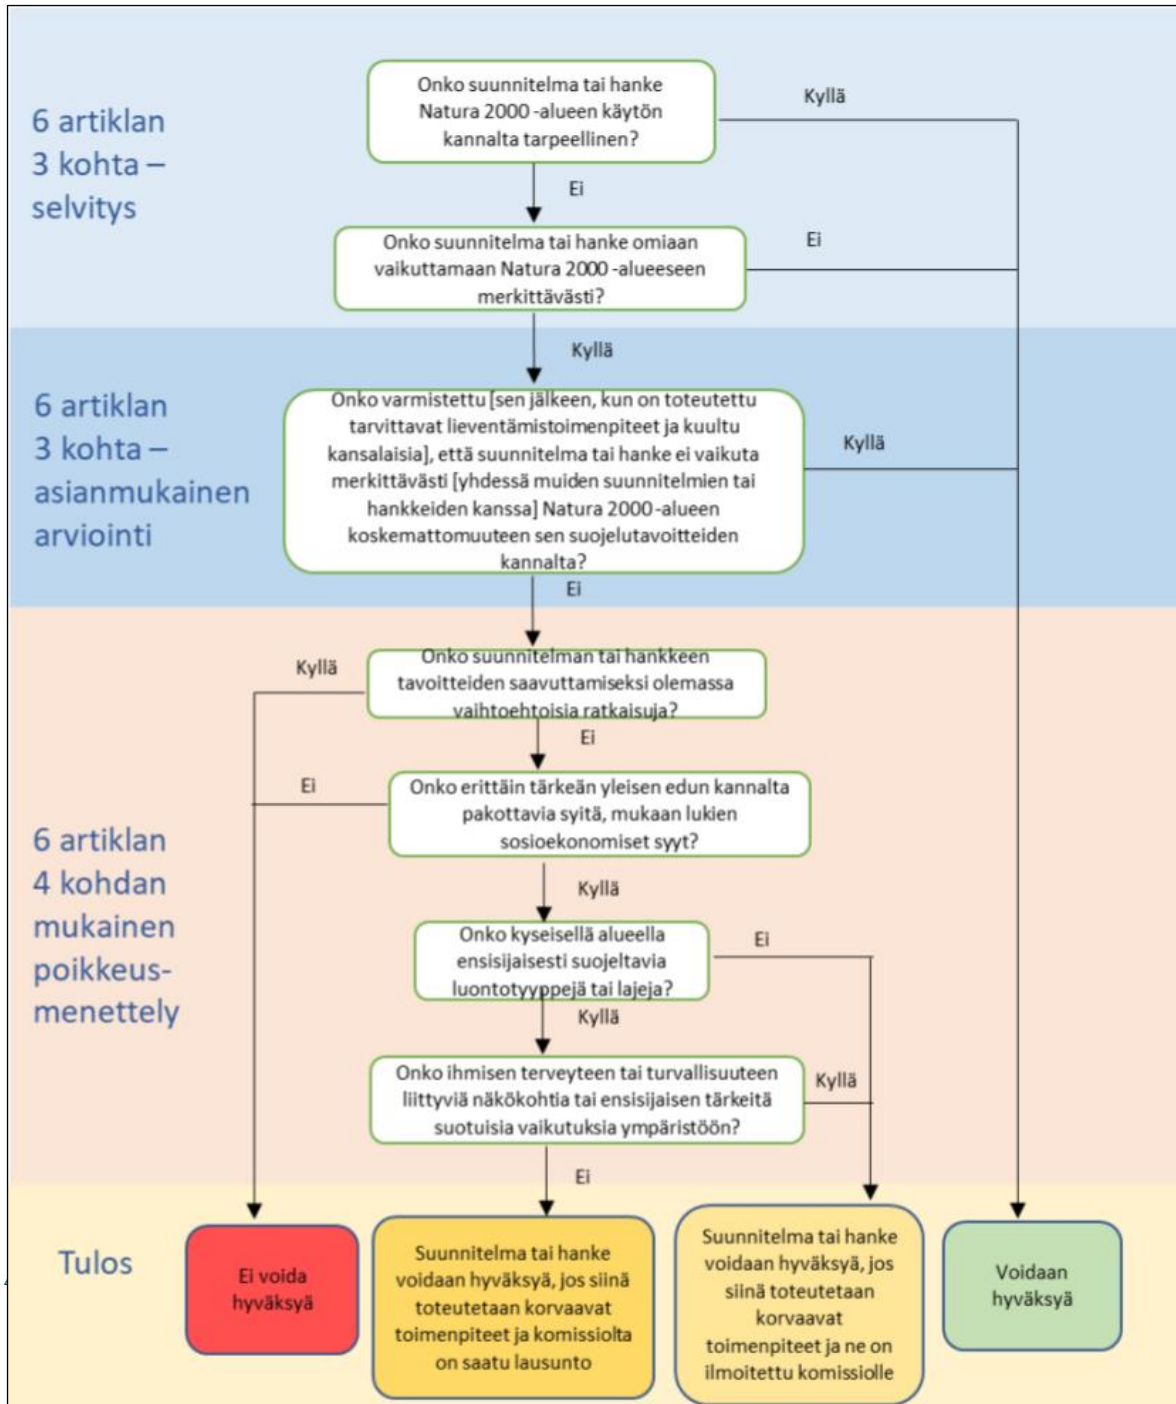 6 artiklan
3 kohta –
selvitys
Onko suunnitelma tai hanke
Natura 2000 -alueen käytön
kannalta tarpeellinen?
Kyllä
Ei
Onko suunnitelma tai hanke omiaan
vaikuttamaan Natura 2000 -alueeseen
merkittävästi?
Ei
Kyllä
6 artiklan
3 kohta –
asianmukainen
arviointi
Onko varmistettu [sen jälkeen, kun on toteutettu
tarvittavat lieventämistoimenpiteet ja kuultu
kansalaisia], että suunnitelma tai hanke ei vaikuta
merkittävästi [yhdessä muiden suunnitelmien tai
hankkeiden kanssa] Natura 2000 -alueen
koskemattomuuteen sen suojelutavoitteiden
kannalta?
Kyllä
Ei
6 artiklan
4 kohdan
mukainen
poikkeus-
menettely
Onko suunnitelman tai hankkeen
tavoitteiden saavuttamiseksi olemassa
vaihtoehtoisia ratkaisuja?
Kyllä
Ei
Onko erittäin tärkeän yleisen edun kannalta
pakottavia syitä, mukaan lukien
sosioekonomiset syyt?
Ei
Kyllä
Onko kyseisellä alueella
ensisijaisesti suojeltavia
luontotyyppejä tai lajeja?
Ei
Kyllä
Onko ihmisen terveyteen tai turvallisuuteen
liittyviä näkökohtia tai ensisijaisen tärkeitä
suotuisia vaikutuksia ympäristöön?
Kyllä
Ei
Tulos
Ei voida
hyväksyä
Suunnitelma tai hanke
voidaan hyväksyä, jos siinä
toteutetaan korvaavat
toimenpiteet ja komissiolta
on saatu lausunto
Suunnitelma tai hanke
voidaan hyväksyä, jos
siinä toteutetaan
korvaavat
toimenpiteet ja ne on
ilmoitettu komissiolle
Voidaan
hyväksyä